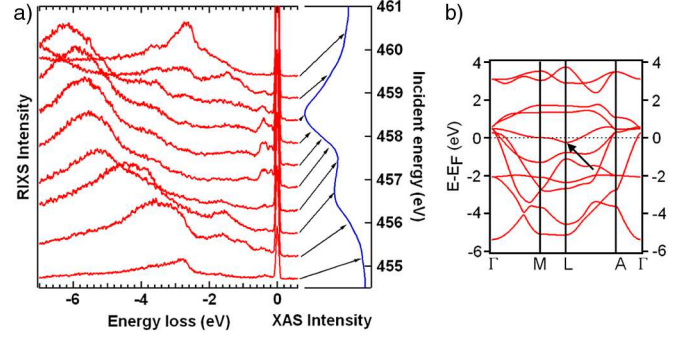 a)
RIXS Intensity
-6
-4
-2
0
Energy loss (eV)
XAS Intensity
461
460
459
458
457
456
455
Incident energy (eV)
b)
E-E_F (eV)
4
2
0
-2
-4
-6
4
2
0
-2
-4
-6
Γ
M
L
A
Γ